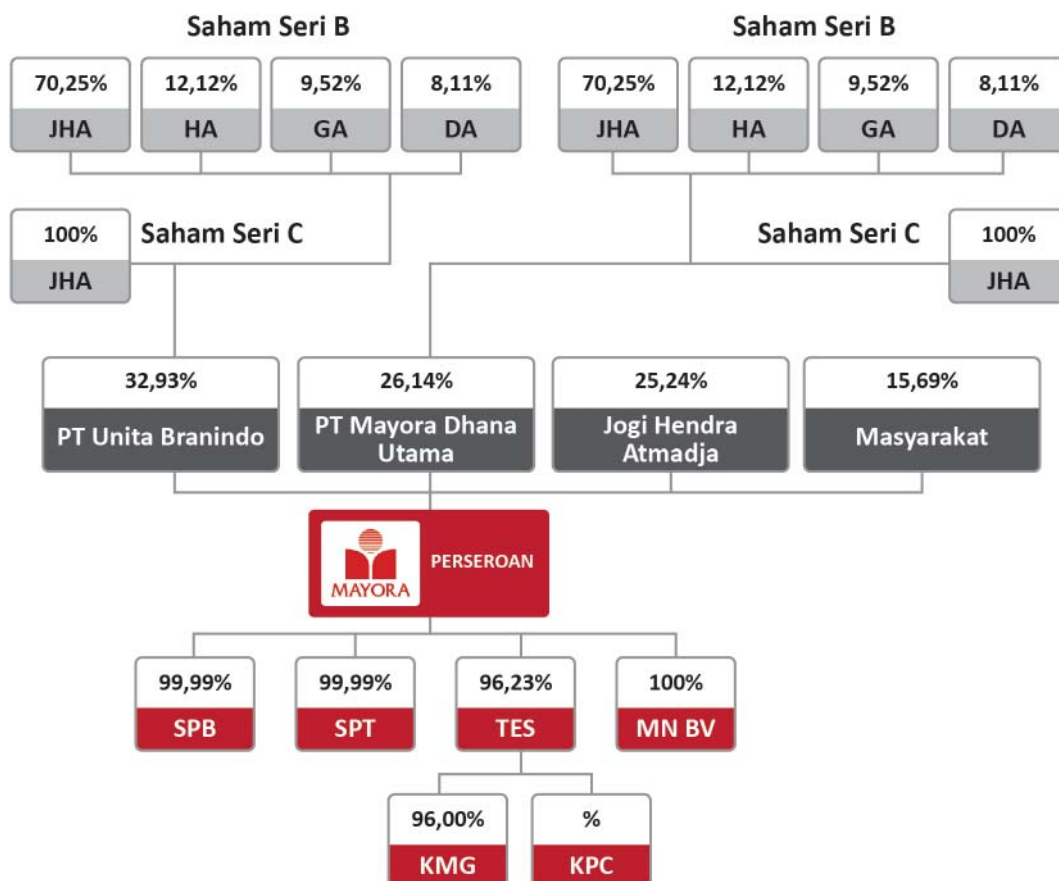 Saham Seri B
70,25%
JHA
12,12%
HA
9,52%
GA
8,11%
DA
Saham Seri B
70,25%
JHA
12,12%
HA
9,52%
GA
8,11%
DA
100%
JHA
Saham Seri C
Saham Seri C
100%
JHA
32,93%
PT Unita Branindo
26,14%
PT Mayora Dhana
Utama
25,24%
Jogi Hendra
Atmadja
15,69%
Masyarakat
MAYORA
PERSEROAN
99,99%
SPB
99,99%
SPT
96,23%
TES
100%
MN BV
96,00%
KMG
%
KPC